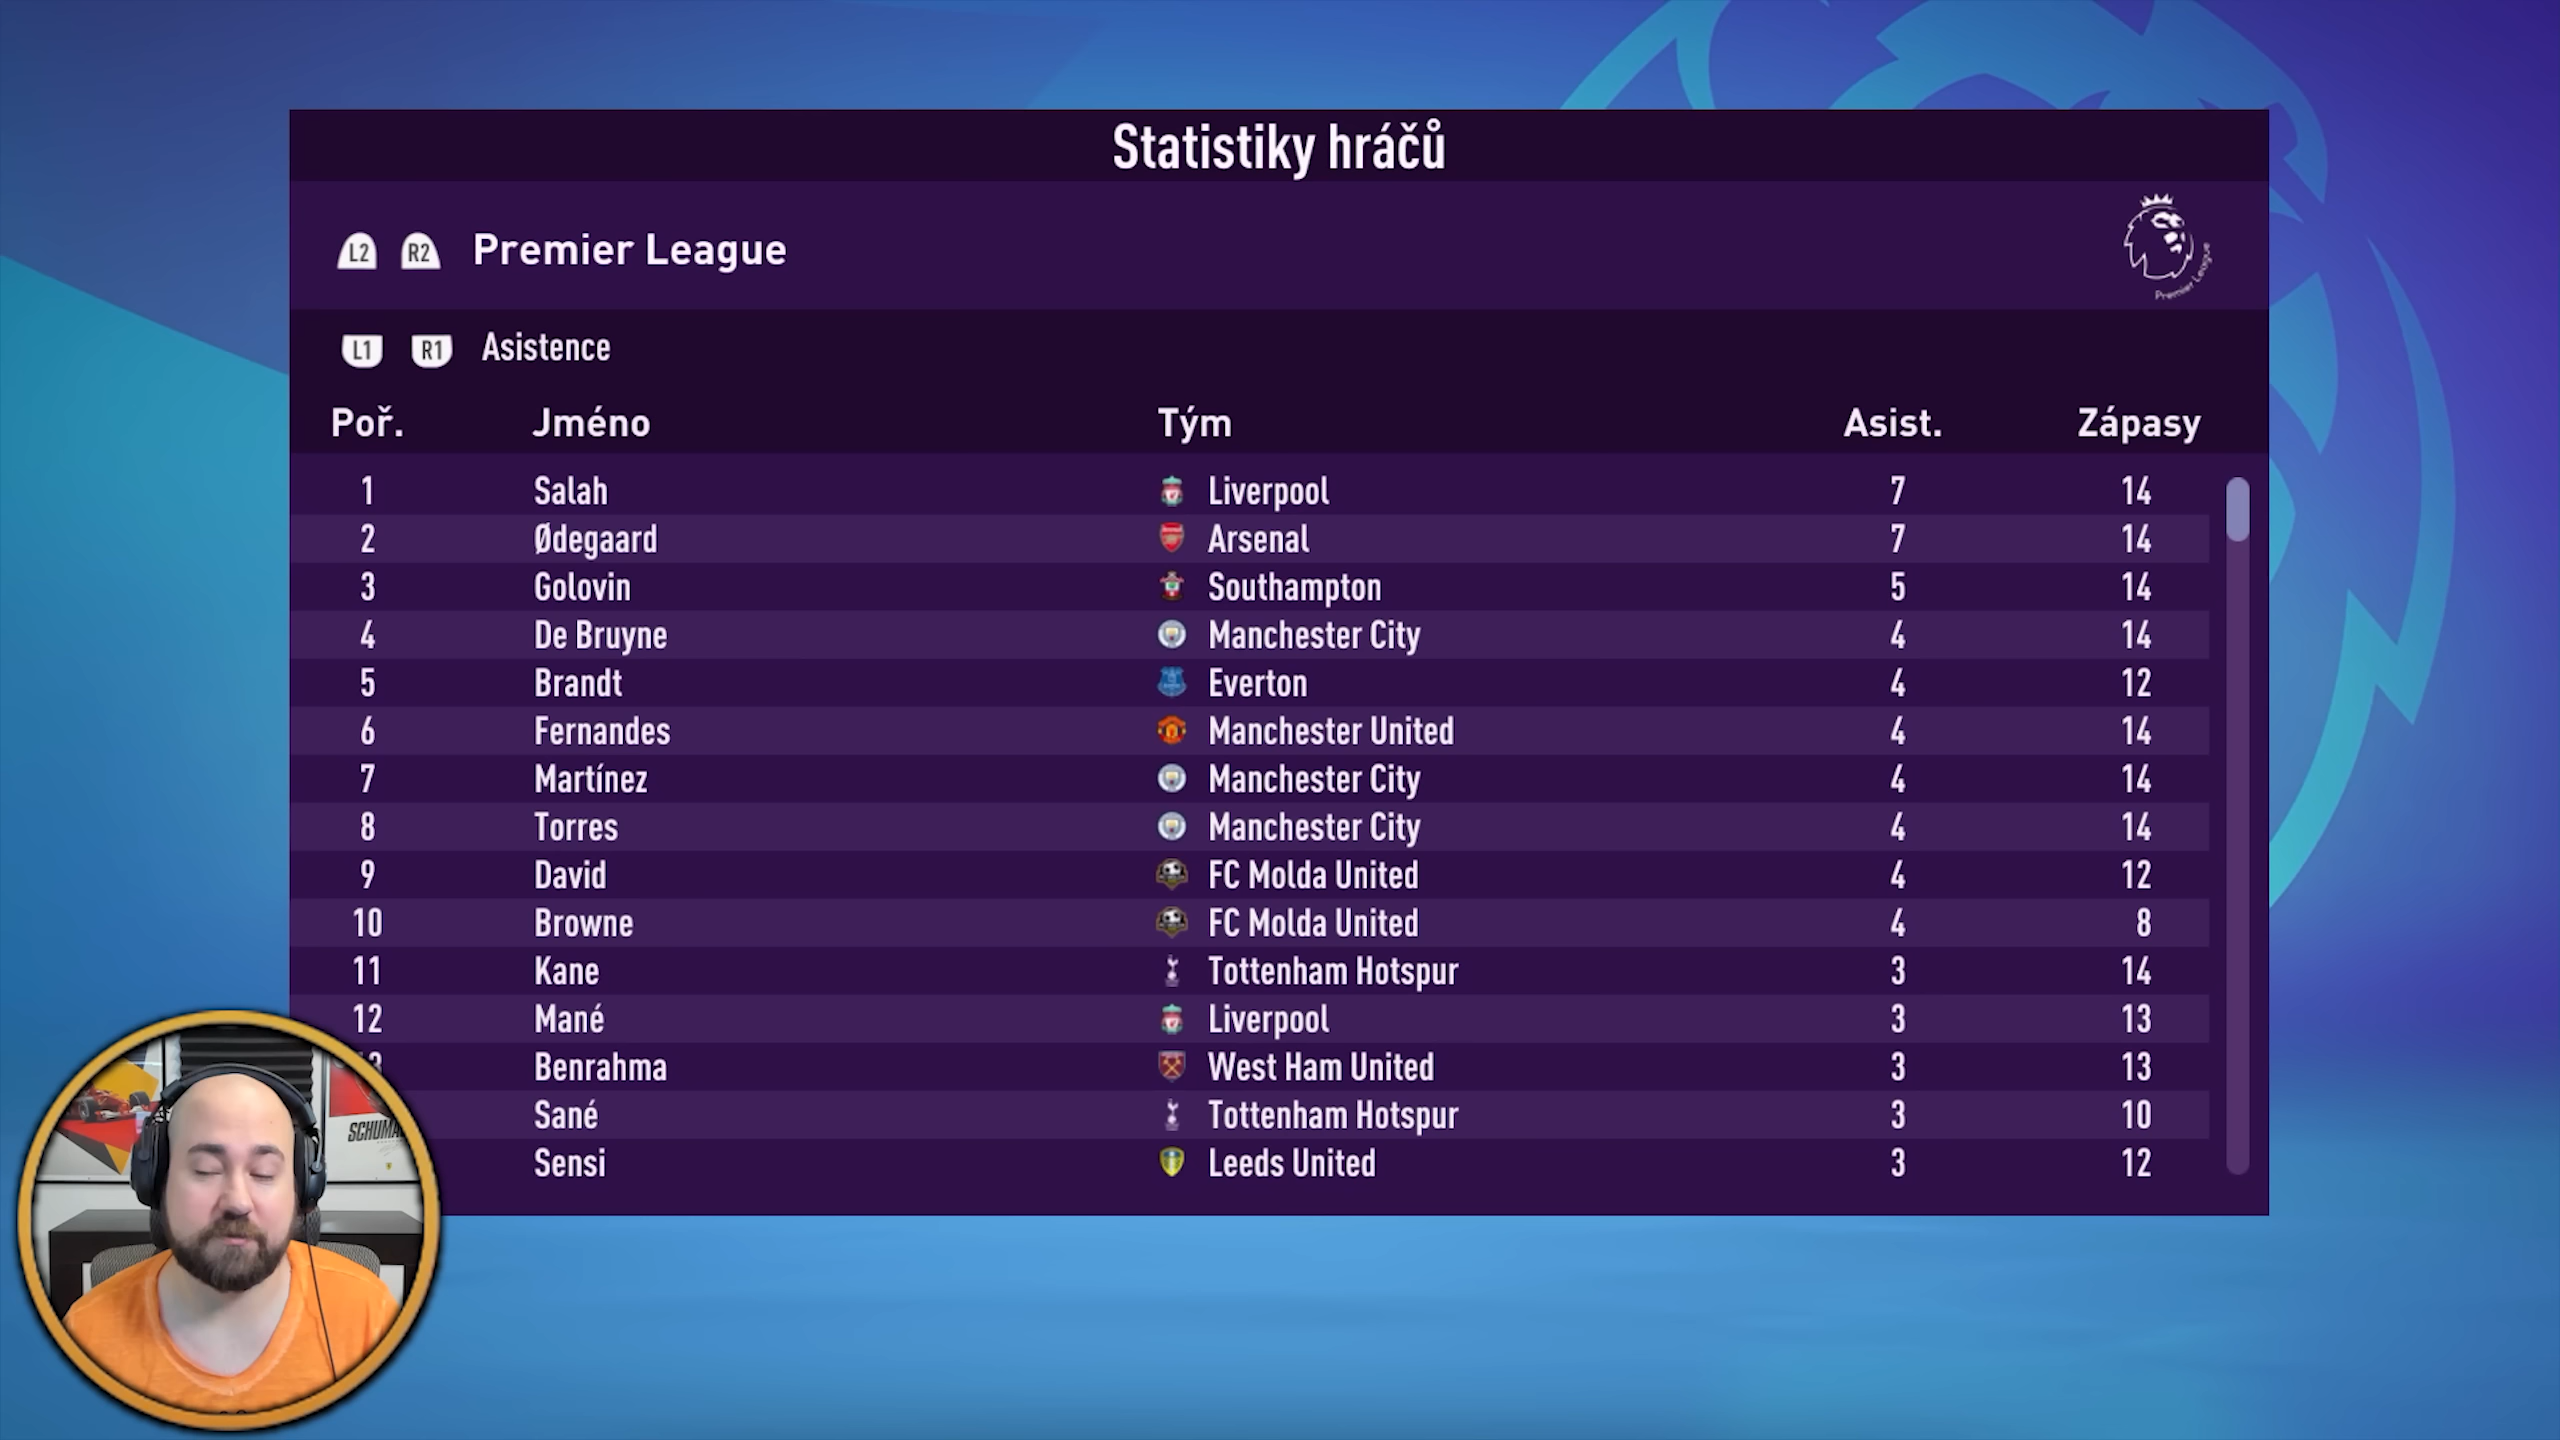 Statistiky hráčů
L2 R2 Premier League
Premier League
L1 R1 Asistence
Poř. Jméno Tým Asist. Zápasy
1 Salah Liverpool 7 14
2 Ødegaard Arsenal 7 14
3 Golovin Southampton 5 14
4 De Bruyne Manchester City 4 14
5 Brandt Everton 4 12
6 Fernandes Manchester United 4 14
7 Martínez Manchester City 4 14
8 Torres Manchester City 4 14
9 David FC Molda United 4 12
10 Browne FC Molda United 4 8
11 Kane Tottenham Hotspur 3 14
12 Mané Liverpool 3 13
Benrahma West Ham United 3 13
Sané Tottenham Hotspur 3 10
Sensi Leeds United 3 12